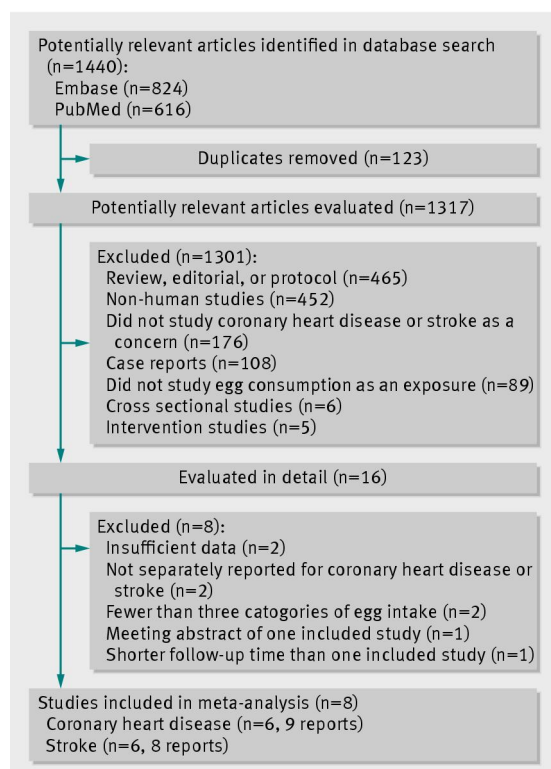 Potentially relevant articles identified in database search
(n=1440):
Embase (n=824)
PubMed (n=616)
Duplicates removed (n=123)
Potentially relevant articles evaluated (n=1317)
Excluded (n=1301):
Review, editorial, or protocol (n=465)
Non-human studies (n=452)
Did not study coronary heart disease or stroke as a
concern (n=176)
Case reports (n=108)
Did not study egg consumption as an exposure (n=89)
Cross sectional studies (n=6)
Intervention studies (n=5)
Evaluated in detail (n=16)
Excluded (n=8):
Insufficient data (n=2)
Not separately reported for coronary heart disease or
stroke (n=2)
Fewer than three catogories of egg intake (n=2)
Meeting abstract of one included study (n=1)
Shorter follow-up time than one included study (n=1)
Studies included in meta-analysis (n=8)
Coronary heart disease (n=6, 9 reports)
Stroke (n=6, 8 reports)